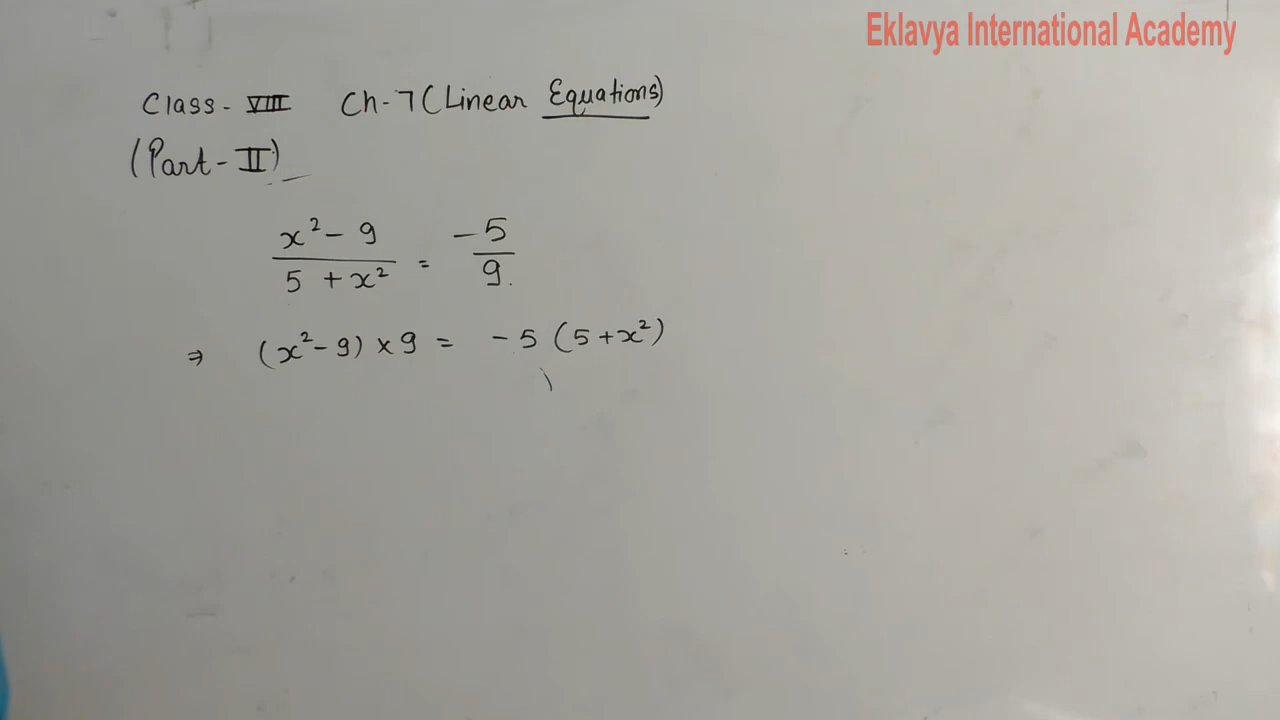 Eklavya International Academy
Class - VIII Ch-7 (Linear Equations)
(Part-II)
x² - 9 / 5 + x² = -5 / 9
⇒ (x² - 9) × 9 = -5 (5 + x²)